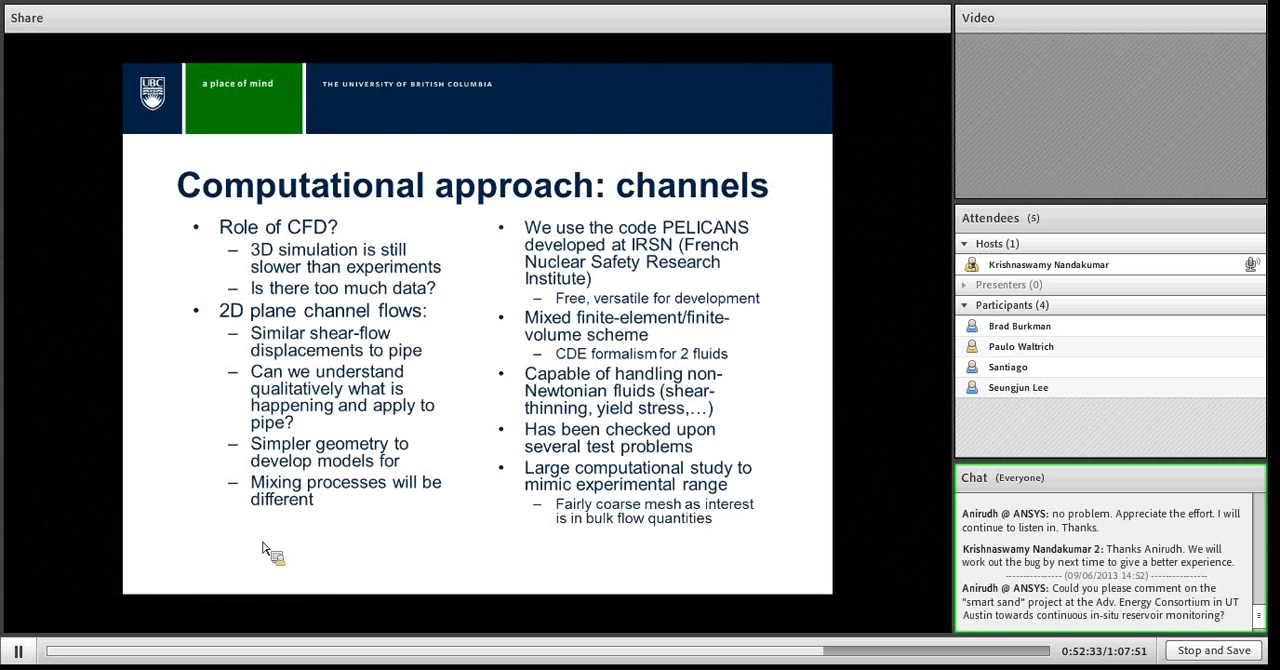 Share
UBC
a place of mind
THE UNIVERSITY OF BRITISH COLUMBIA
Computational approach: channels
• Role of CFD?
– 3D simulation is still
slower than experiments
– Is there too much data?
• 2D plane channel flows:
– Similar shear-flow
displacements to pipe
– Can we understand
qualitatively what is
happening and apply to
pipe?
– Simpler geometry to
develop models for
– Mixing processes will be
different
• We use the code PELICANS
developed at IRSN (French
Nuclear Safety Research
Institute)
– Free, versatile for development
• Mixed finite-element/finite-
volume scheme
– CDE formalism for 2 fluids
• Capable of handling non-
Newtonian fluids (shear-
thinning, yield stress,…)
• Has been checked upon
several test problems
• Large computational study to
mimic experimental range
– Fairly coarse mesh as interest
is in bulk flow quantities
Video
Attendees (5)
Hosts (1)
Krishnaswamy Nandakumar
Presenters (0)
Participants (4)
Brad Burkman
Paulo Waltrich
Santiago
Seungjun Lee
Chat (Everyone)
Anirudh @ ANSYS: no problem. Appreciate the effort. I will
continue to listen in. Thanks.
Krishnaswamy Nandakumar 2: Thanks Anirudh. We will
work out the bug by next time to give a better experience.
---------------- (09/06/2013 14:52) ----------------
Anirudh @ ANSYS: Could you please comment on the
"smart sand" project at the Adv. Energy Consortium in UT
Austin towards continuous in-situ reservoir monitoring?
0:52:33/1:07:51
Stop and Save